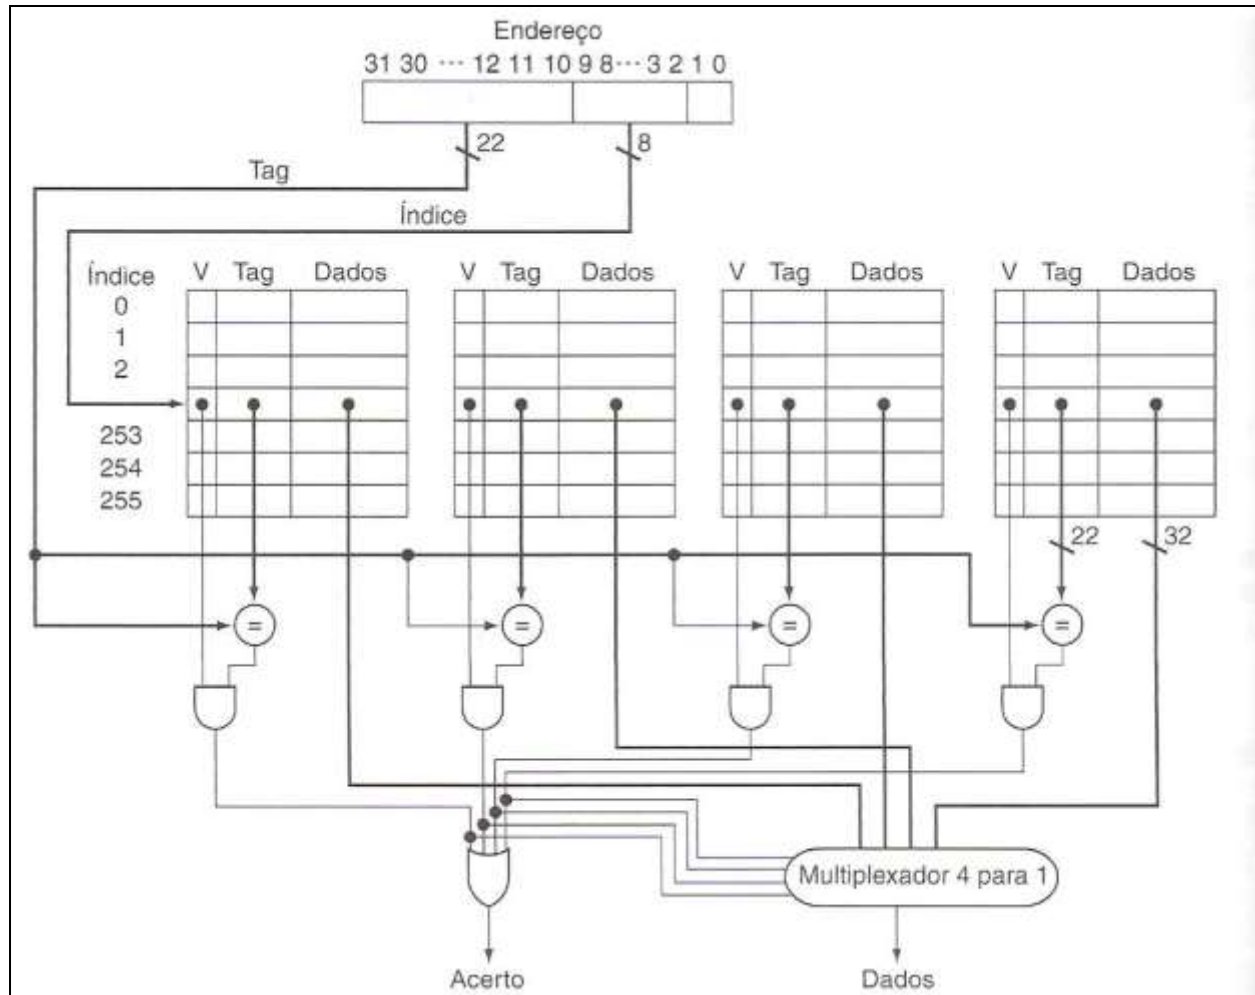 Endereço
31 30 ··· 12 11 10 9 8 ··· 3 2 1 0
22
8
Tag
Índice
Índice V Tag Dados V Tag Dados V Tag Dados V Tag Dados
0
1
2
253
254
255
22 32
= = = =
Multiplexador 4 para 1
Acerto Dados